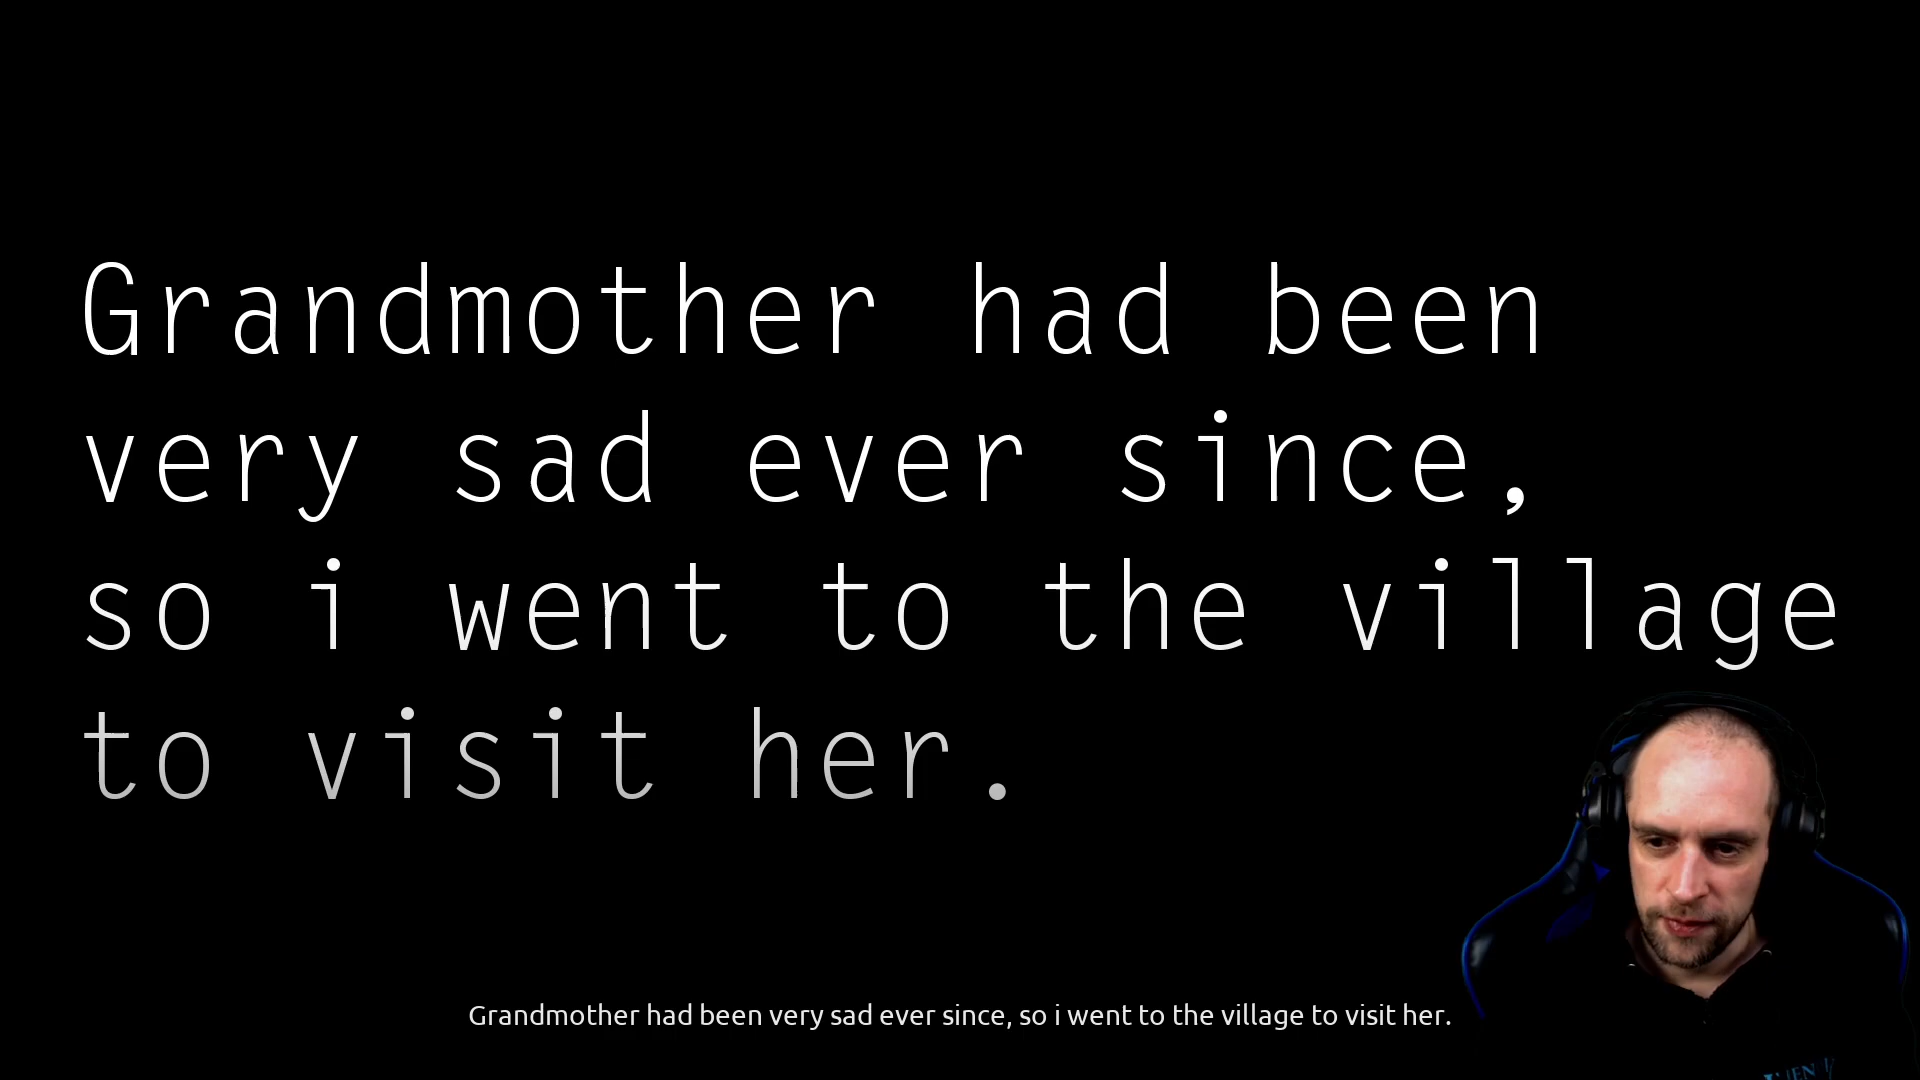 Grandmother had been
very sad ever since,
so i went to the village
to visit her.
Grandmother had been very sad ever since, so i went to the village to visit her.